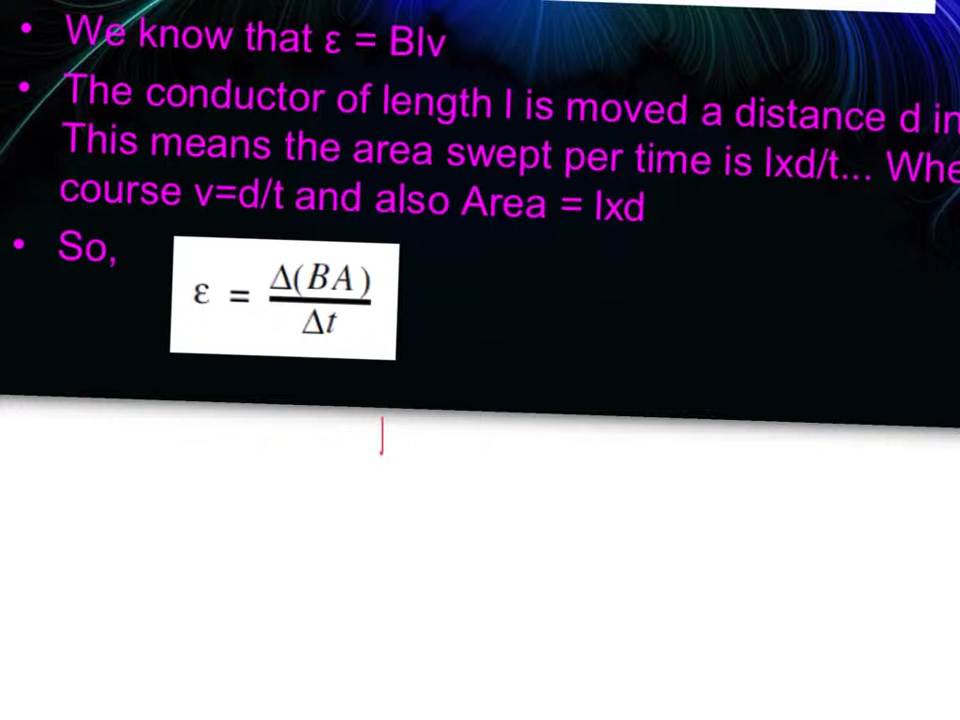 • We know that ε = Blv
• The conductor of length l is moved a distance d in
This means the area swept per time is lxd/t...
course v=d/t and also Area = lxd
• So,
ε = Δ(BA) / Δt